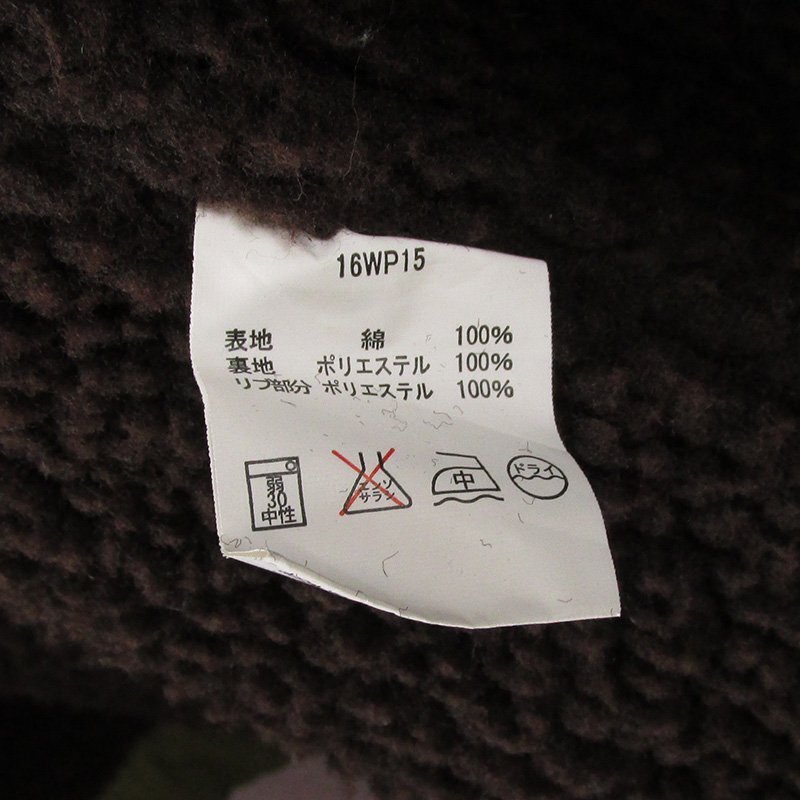 16WP15
表地 綿 100%
裏地 ポリエステル 100%
リブ部分 ポリエステル 100%
弱
30
中性
エンソ
サラシ
中
ドライ